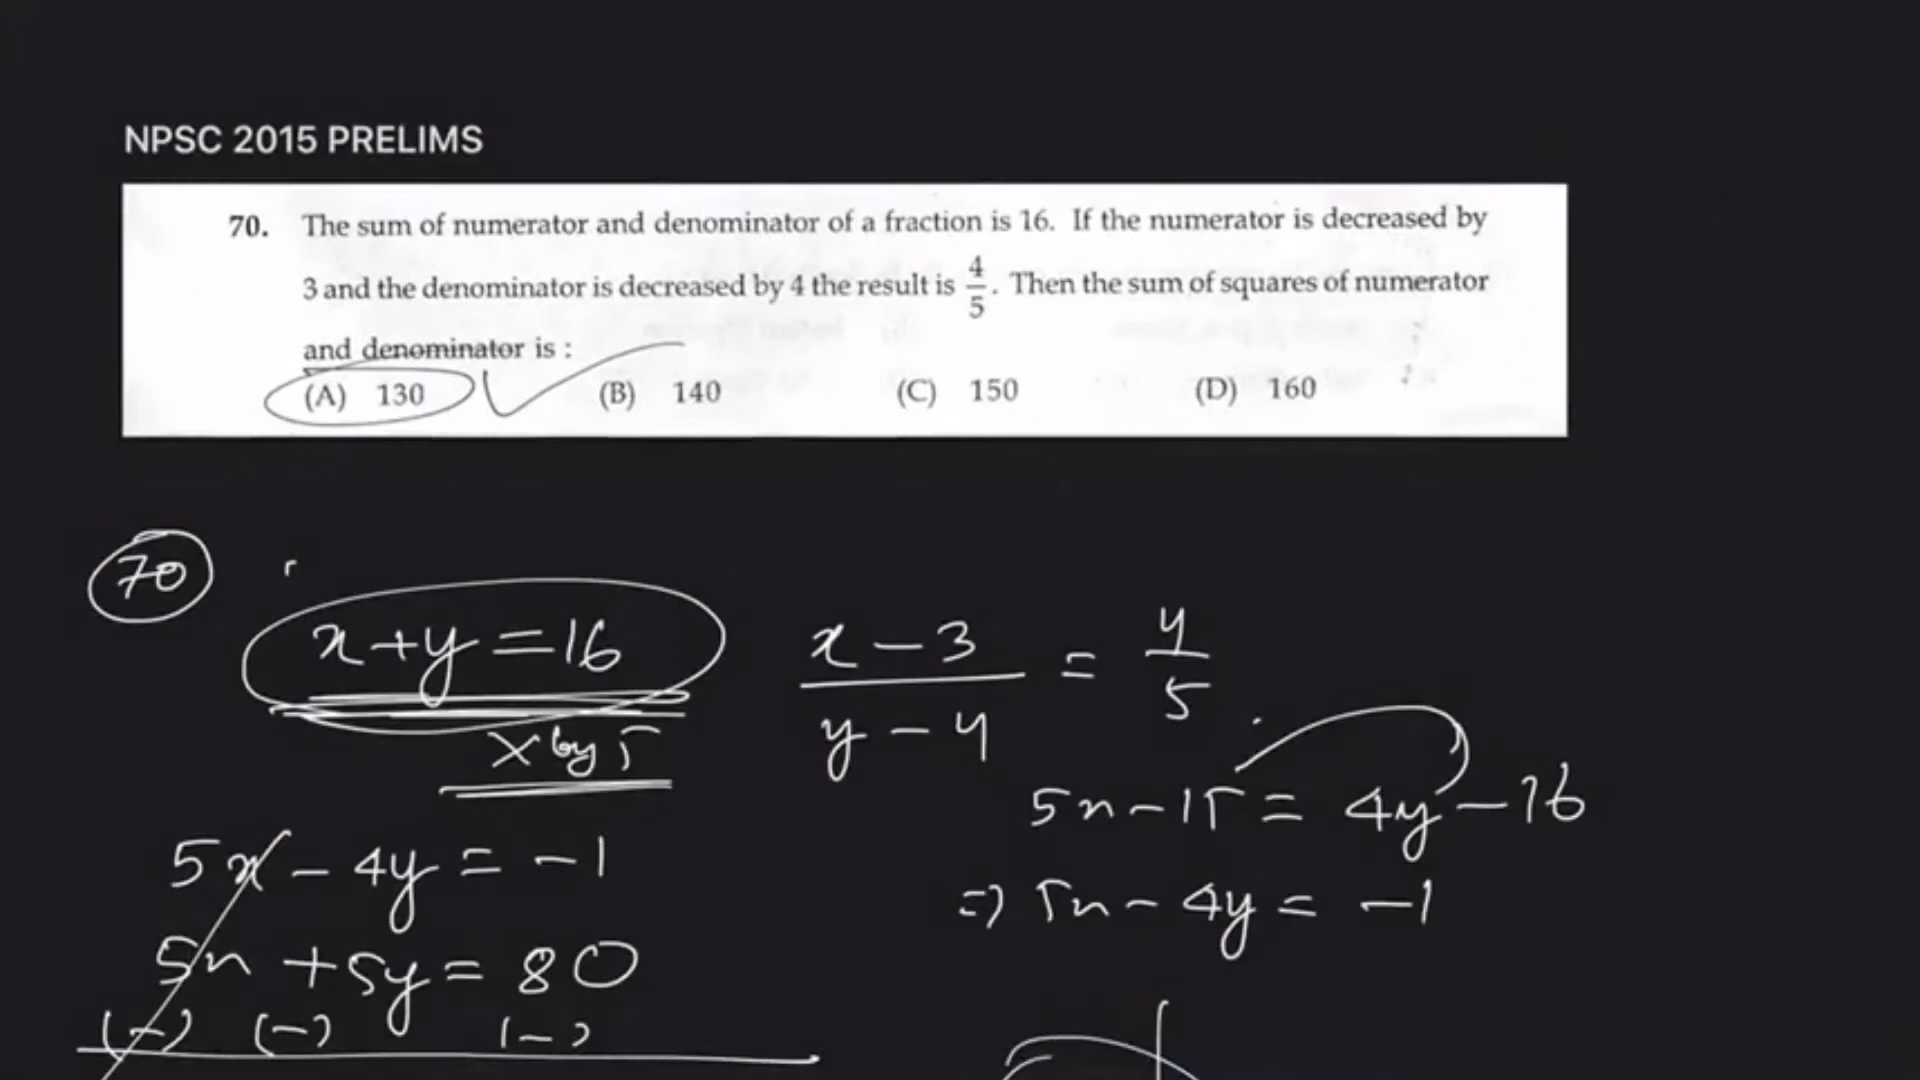 NPSC 2015 PRELIMS
70. The sum of numerator and denominator of a fraction is 16. If the numerator is decreased by
3 and the denominator is decreased by 4 the result is 4/5. Then the sum of squares of numerator
and denominator is :
(A) 130 (B) 140 (C) 150 (D) 160
70
x+y=16
x by 5
x-3/y-4 = 4/5
5x-15=4y-16
=) 5x-4y=-1
5x-4y=-1
5x+5y=80
(-) (-) (-)